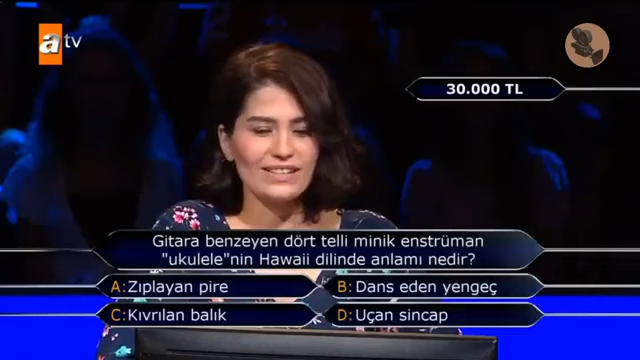 atv
30.000 TL
Gitara benzeyen dört telli minik enstrüman
"ukulele"nin Hawaii dilinde anlamı nedir?
A: Zıplayan pire
B: Dans eden yengeç
C: Kıvrılan balık
D: Uçan sincap